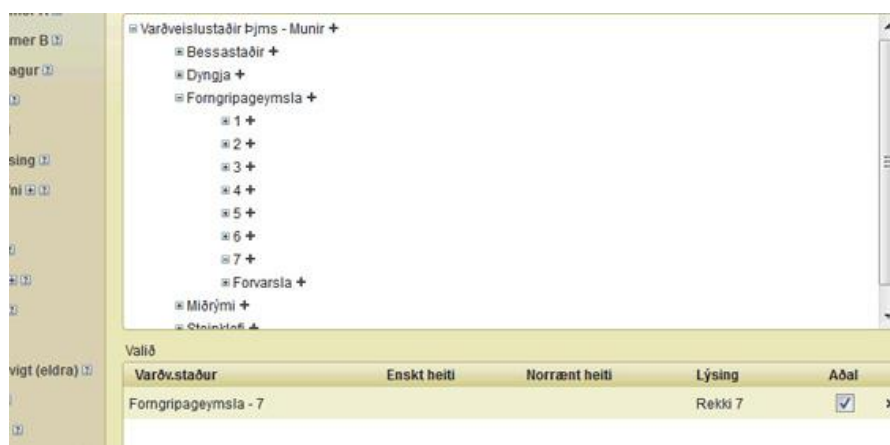 mer B
Varðveislustaðir Þjms - Munir +
Bessastaðir +
agur
Dyngja +
Forngripageymsla +
1 +
2 +
sing
3 +
ni
4 +
5 +
6 +
7 +
Forvarsla +
Miðrými +
Steinklefi +
Valið
vigt (eldra)
Varðv.staður Enskt heiti Norrænt heiti Lýsing Aðal
Forngripageymsla - 7 Rekki 7